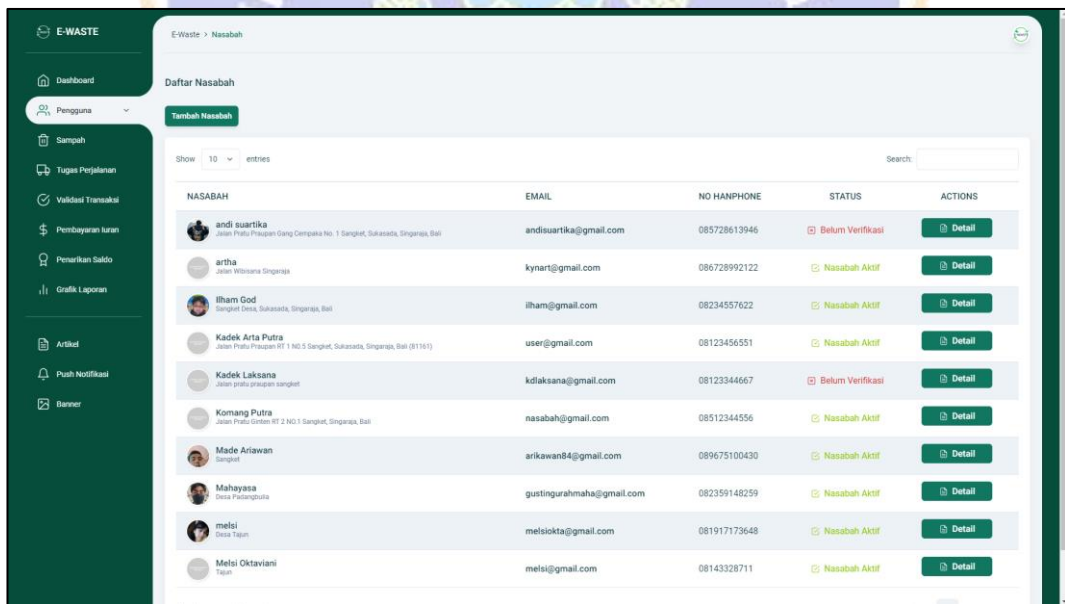 E-WASTE
Dashboard
Pengguna
Sampah
Tugas Perjalanan
Validasi Transaksi
Pembayaran Iuran
Penarikan Saldo
Grafik Laporan
Artikel
Push Notifikasi
Banner
E-Waste > Nasabah
Daftar Nasabah
Tambah Nasabah
Show 10 entries
Search:
NASABAH EMAIL NO HANPHONE STATUS ACTIONS
andi suartika andisuartika@gmail.com 085728613946 Belum Verifikasi Detail
Jalan Pratu Praupan Gang Cempaka No. 1 Sangket, Sukasada, Singaraja, Bali
artha kynart@gmail.com 086728992122 Nasabah Aktif Detail
Jalan Wibisana Singaraja
Ilham God ilham@gmail.com 08234557622 Nasabah Aktif Detail
Sangket Desa, Sukasada, Singaraja, Bali
Kadek Arta Putra user@gmail.com 08123456551 Nasabah Aktif Detail
Jalan Pratu Praupan RT 1 NO.5 Sangket, Sukasada, Singaraja, Bali (81161)
Kadek Laksana kdlaksana@gmail.com 08123344667 Belum Verifikasi Detail
Jalan pratu praupan sangket
Komang Putra nasabah@gmail.com 08512344556 Nasabah Aktif Detail
Jalan Pratu Ginten RT 2 NO.1 Sangket, Singaraja, Bali
Made Ariawan arikawan84@gmail.com 089675100430 Nasabah Aktif Detail
Sangket
Mahayasa gustingurahmaha@gmail.com 082359148259 Nasabah Aktif Detail
Desa Padangbulia
melsi melsiokta@gmail.com 081917173648 Nasabah Aktif Detail
Desa Tajun
Melsi Oktaviani melsi@gmail.com 08143328711 Nasabah Aktif Detail
Tajun